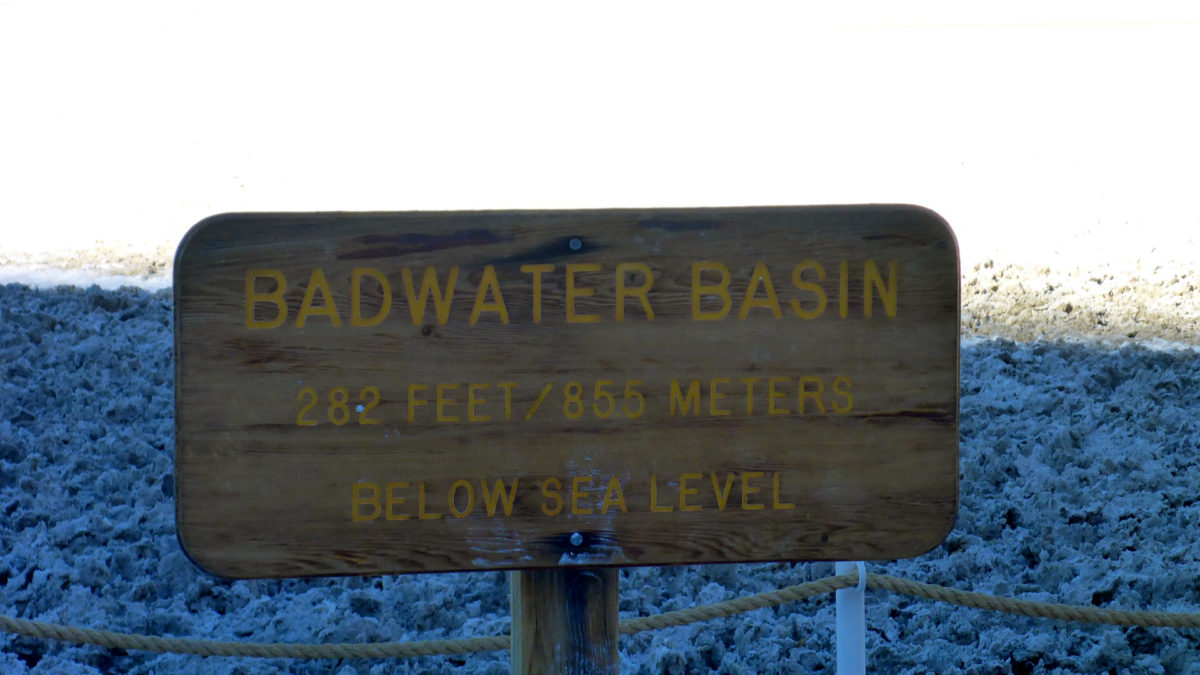 BADWATER BASIN
282 FEET/855 METERS
BELOW SEA LEVEL